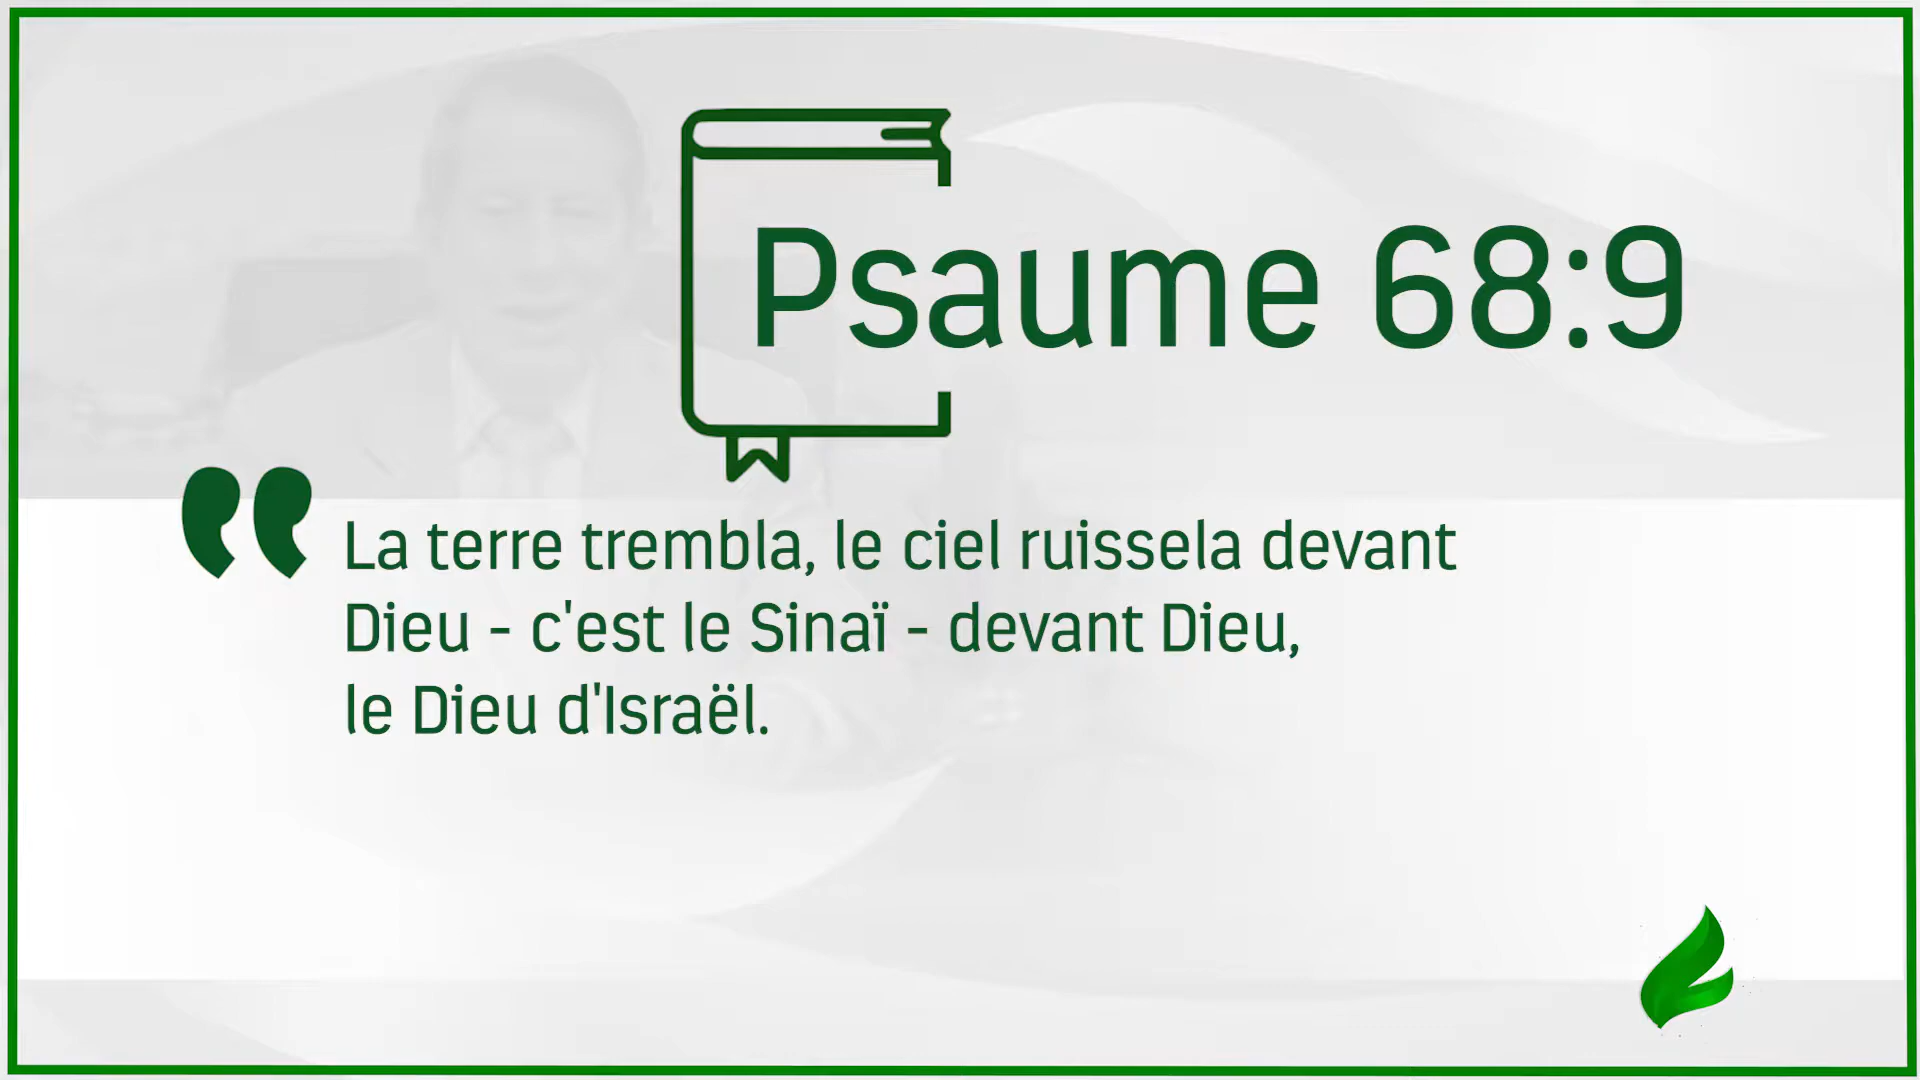 Psaume 68:9
La terre trembla, le ciel ruissela devant
Dieu - c'est le Sinaï - devant Dieu,
le Dieu d'Israël.